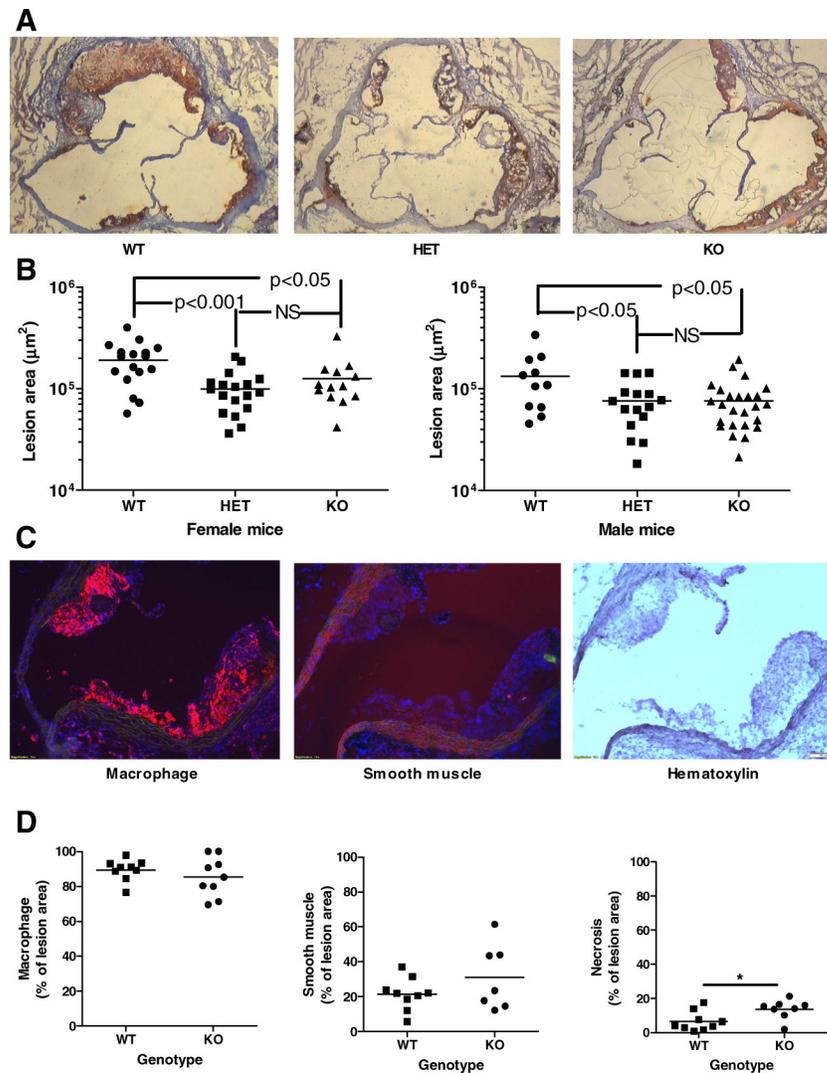 A
WT HET KO
B
10⁶
10⁵
10⁴
Lesion area (μm²)
p<0.05
p<0.001
NS
WT HET KO
Female mice
10⁶
10⁵
10⁴
Lesion area (μm²)
p<0.05
p<0.05
NS
WT HET KO
Male mice
C
Macrophage Smooth muscle Hematoxylin
D
100
80
60
40
20
0
Macrophage
(% of lesion area)
WT KO
Genotype
100
80
60
40
20
0
Smooth muscle
(% of lesion area)
WT KO
Genotype
100
80
60
40
20
0
Necrosis
(% of lesion area)
*
WT KO
Genotype